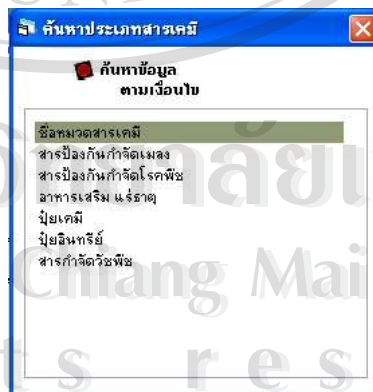 ค้นหาประเภทสารเคมี
ค้นหาข้อมูล
ตามเงื่อนไข
ชื่อหมวดสารเคมี
สารป้องกันกำจัดเมลง
สารป้องกันกำจัดโรคพืช
อาหารเสริม แร่ธาตุ
ปุ๋ยเคมี
ปุ๋ยอินทรีย์
สารกำจัดวัชพืช
Chiang Mai
t s r e s